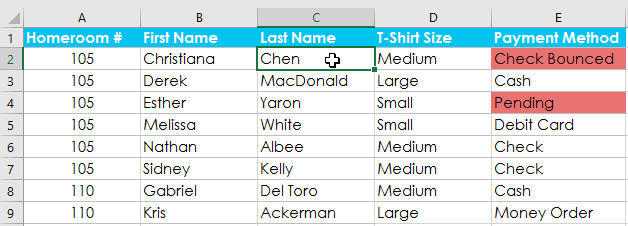 A B C D E
1 Homeroom # First Name Last Name T-Shirt Size Payment Method
2 105 Christiana Chen Medium Check Bounced
3 105 Derek MacDonald Large Cash
4 105 Esther Yaron Small Pending
5 105 Melissa White Small Debit Card
6 105 Nathan Albee Medium Check
7 105 Sidney Kelly Medium Check
8 110 Gabriel Del Toro Medium Cash
9 110 Kris Ackerman Large Money Order